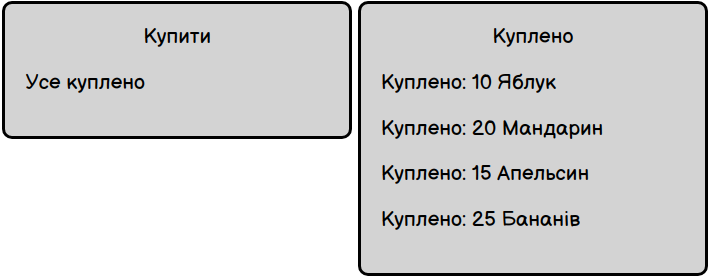 Купити
Усе куплено
Куплено
Куплено: 10 Яблук
Куплено: 20 Мандарин
Куплено: 15 Апельсин
Куплено: 25 Бананів